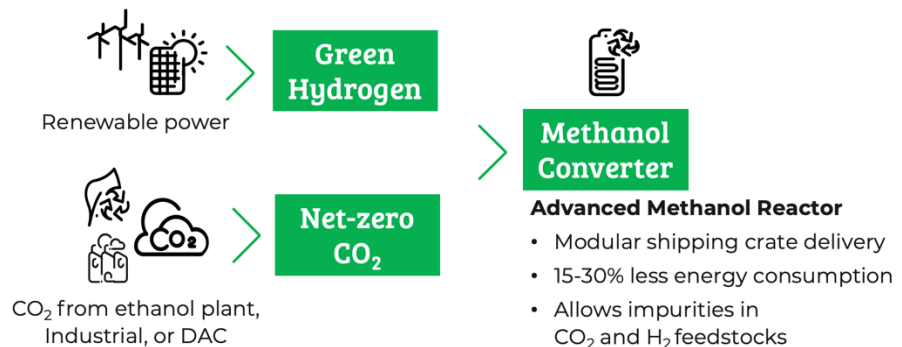 Green
Hydrogen
Renewable power
Methanol
Converter
CO₂
Net-zero
CO₂
CO₂ from ethanol plant,
Industrial, or DAC
Advanced Methanol Reactor
• Modular shipping crate delivery
• 15-30% less energy consumption
• Allows impurities in
CO₂ and H₂ feedstocks